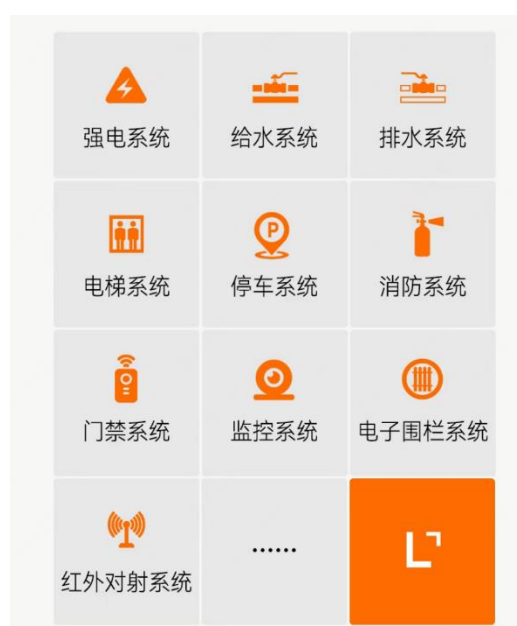 强电系统
给水系统
排水系统
电梯系统
P
停车系统
消防系统
门禁系统
监控系统
电子围栏系统
红外对射系统
......